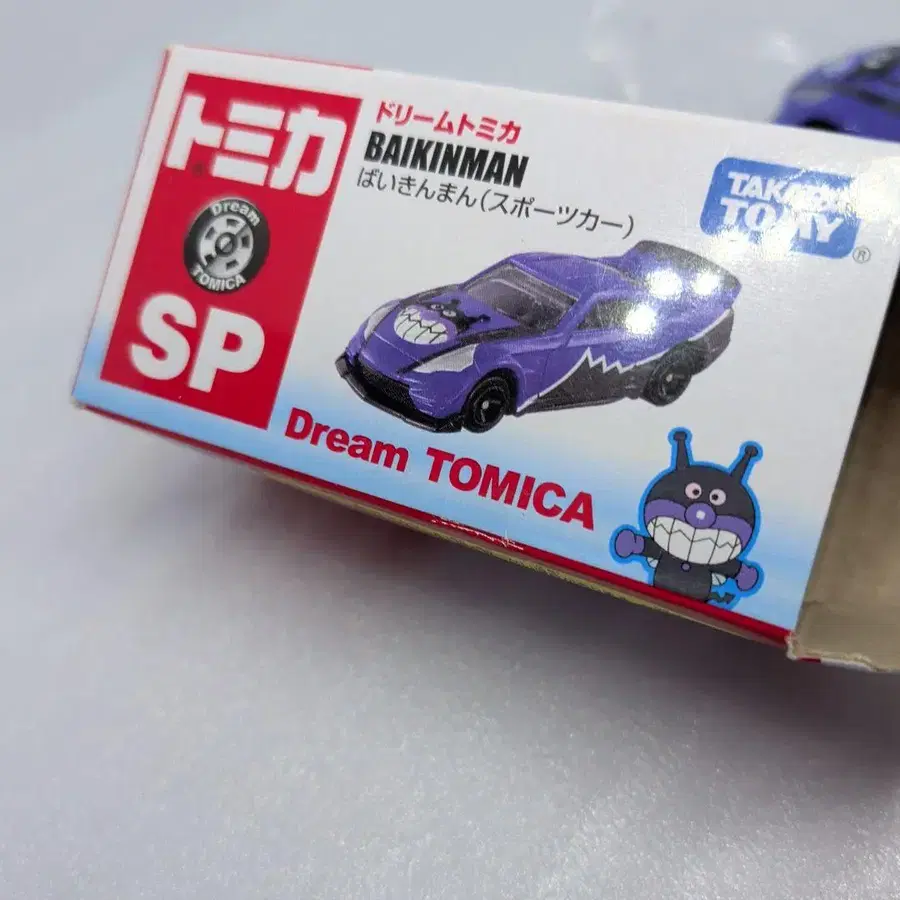 トミカ
Dream
TOMICA
SP
ドリームトミカ
BAIKINMAN
ばいきんまん(スポーツカー)
TOMY
®
Dream TOMICA